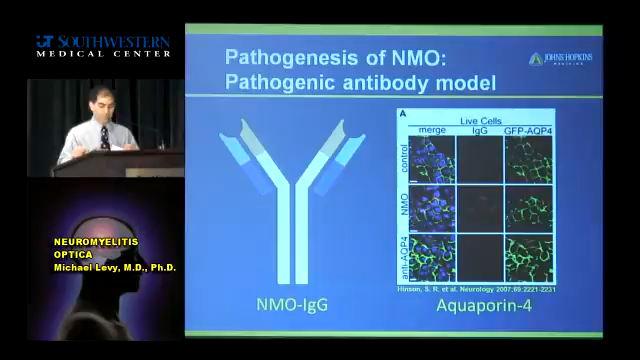 UT SOUTHWESTERN
MEDICAL CENTER
Pathogenesis of NMO:
Pathogenic antibody model
JOHNS HOPKINS
MEDICINE
A
Live Cells
merge IgG GFP-AQP4
control
NMO
anti-AQP4
Hinson, S. R. et al. Neurology 2007;69:2221-2231
NMO-IgG
Aquaporin-4
NEUROMYELITIS
OPTICA
Michael Levy, M.D., Ph.D.